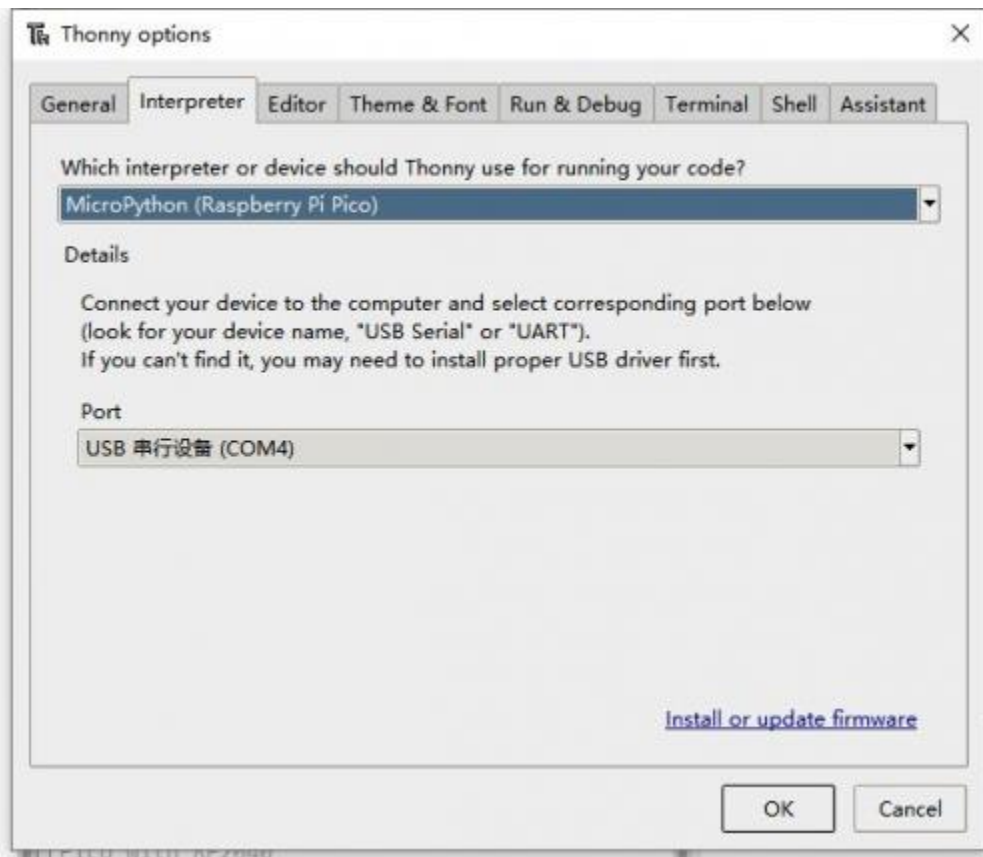 Thonny options
General Interpreter Editor Theme & Font Run & Debug Terminal Shell Assistant
Which interpreter or device should Thonny use for running your code?
MicroPython (Raspberry Pi Pico)
Details
Connect your device to the computer and select corresponding port below
(look for your device name, "USB Serial" or "UART").
If you can't find it, you may need to install proper USB driver first.
Port
USB 串行设备 (COM4)
Install or update firmware
OK Cancel